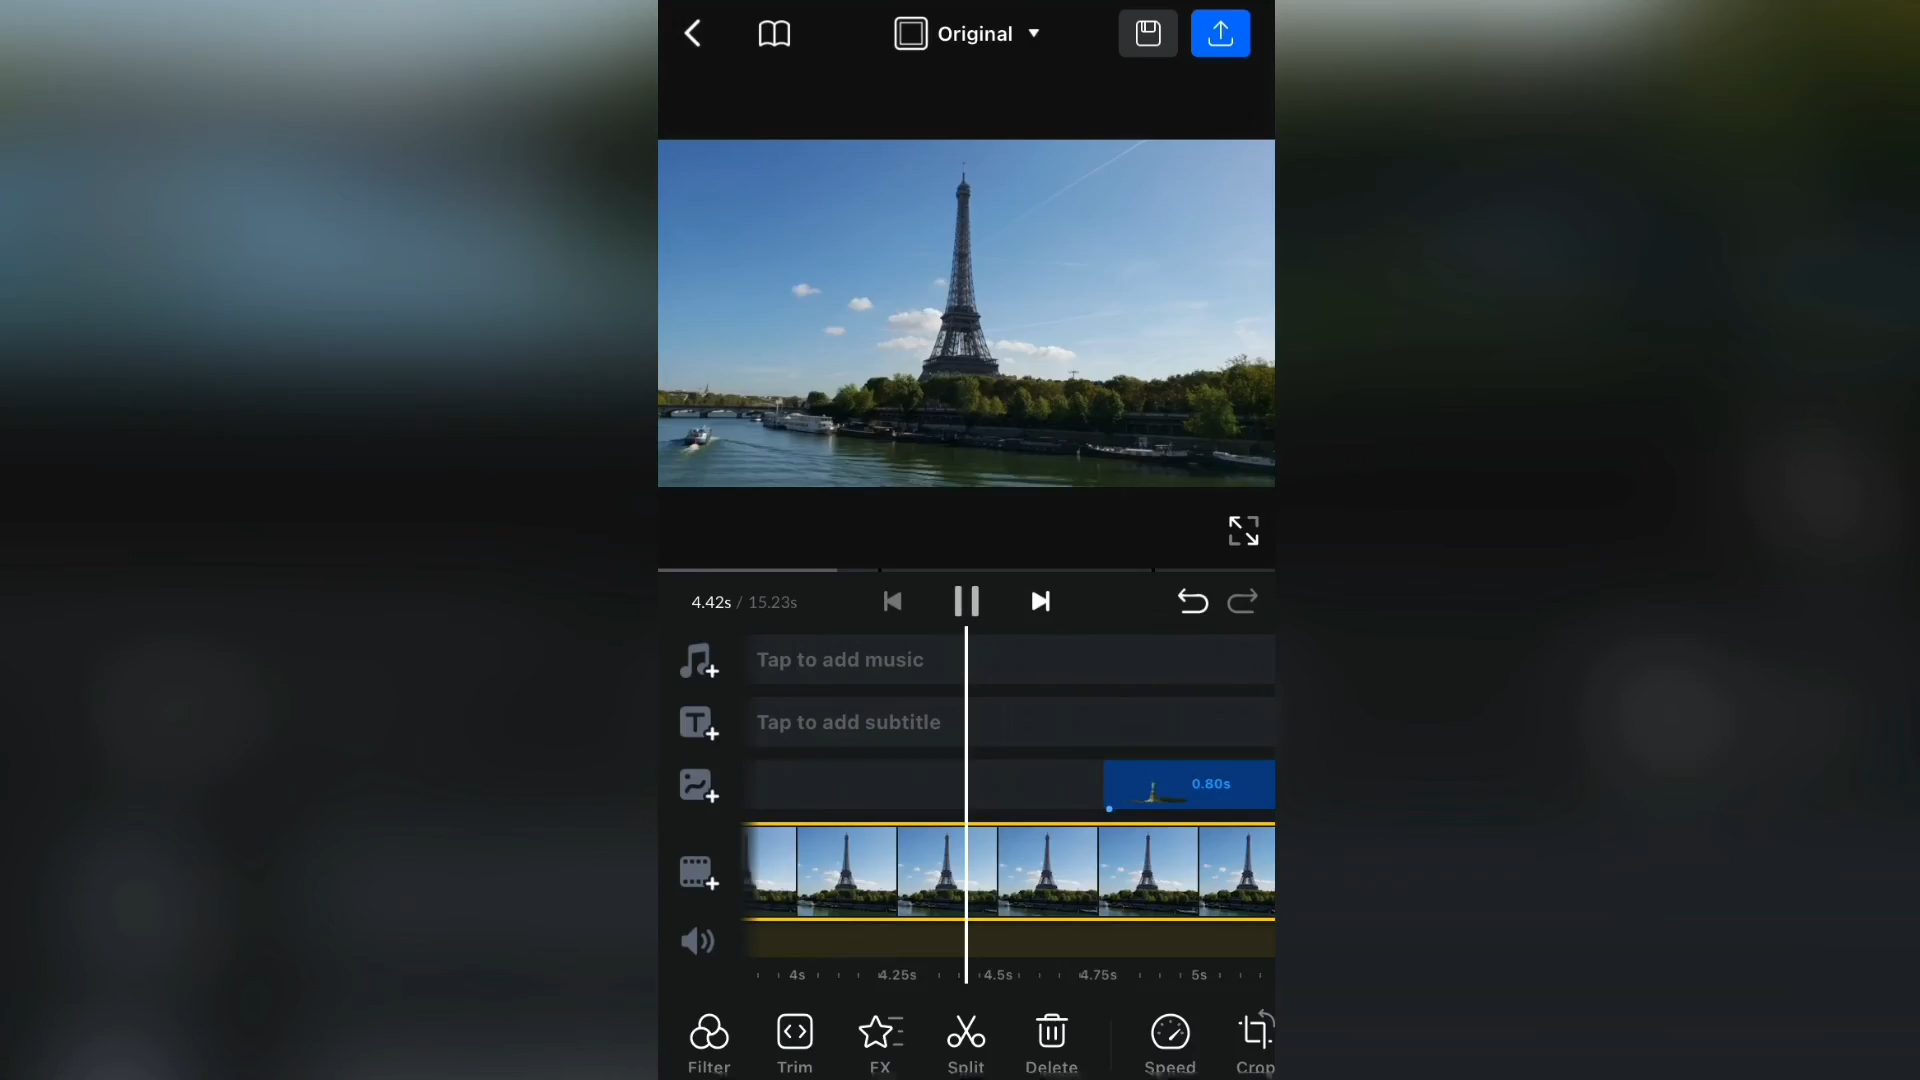 Original
4.42s / 15.23s
Tap to add music
Tap to add subtitle
0.80s
4s 4.25s 4.5s 4.75s 5s
Filter Trim FX Split Delete Speed Crop